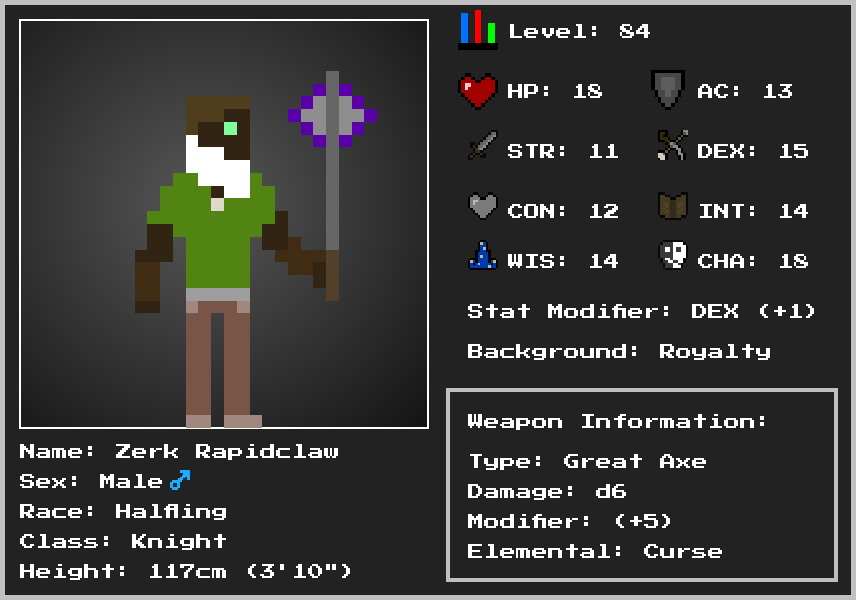 Level: 84
HP: 18
AC: 13
STR: 11
DEX: 15
CON: 12
INT: 14
WIS: 14
CHA: 18
Stat Modifier: DEX (+1)
Background: Royalty
Weapon Information:
Type: Great Axe
Damage: d6
Modifier: (+5)
Elemental: Curse
Name: Zerk Rapidclaw
Sex: Male ♂
Race: Halfling
Class: Knight
Height: 117cm (3'10")